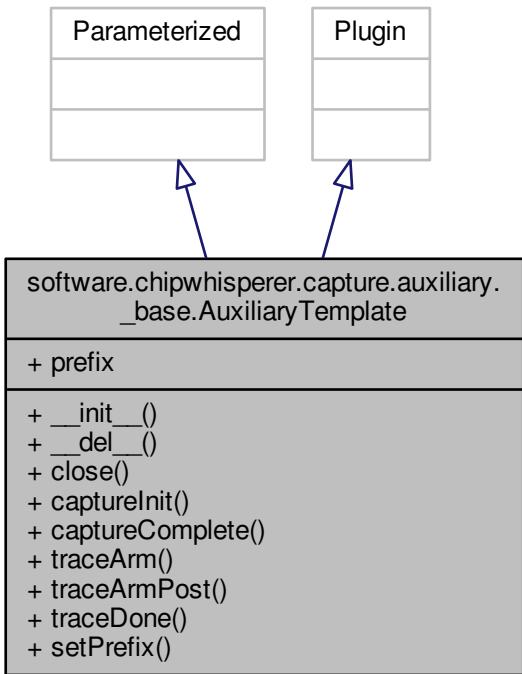 Parameterized
Plugin
software.chipwhisperer.capture.auxiliary.
_base.AuxiliaryTemplate
+ prefix
+ __init__()
+ __del__()
+ close()
+ captureInit()
+ captureComplete()
+ traceArm()
+ traceArmPost()
+ traceDone()
+ setPrefix()